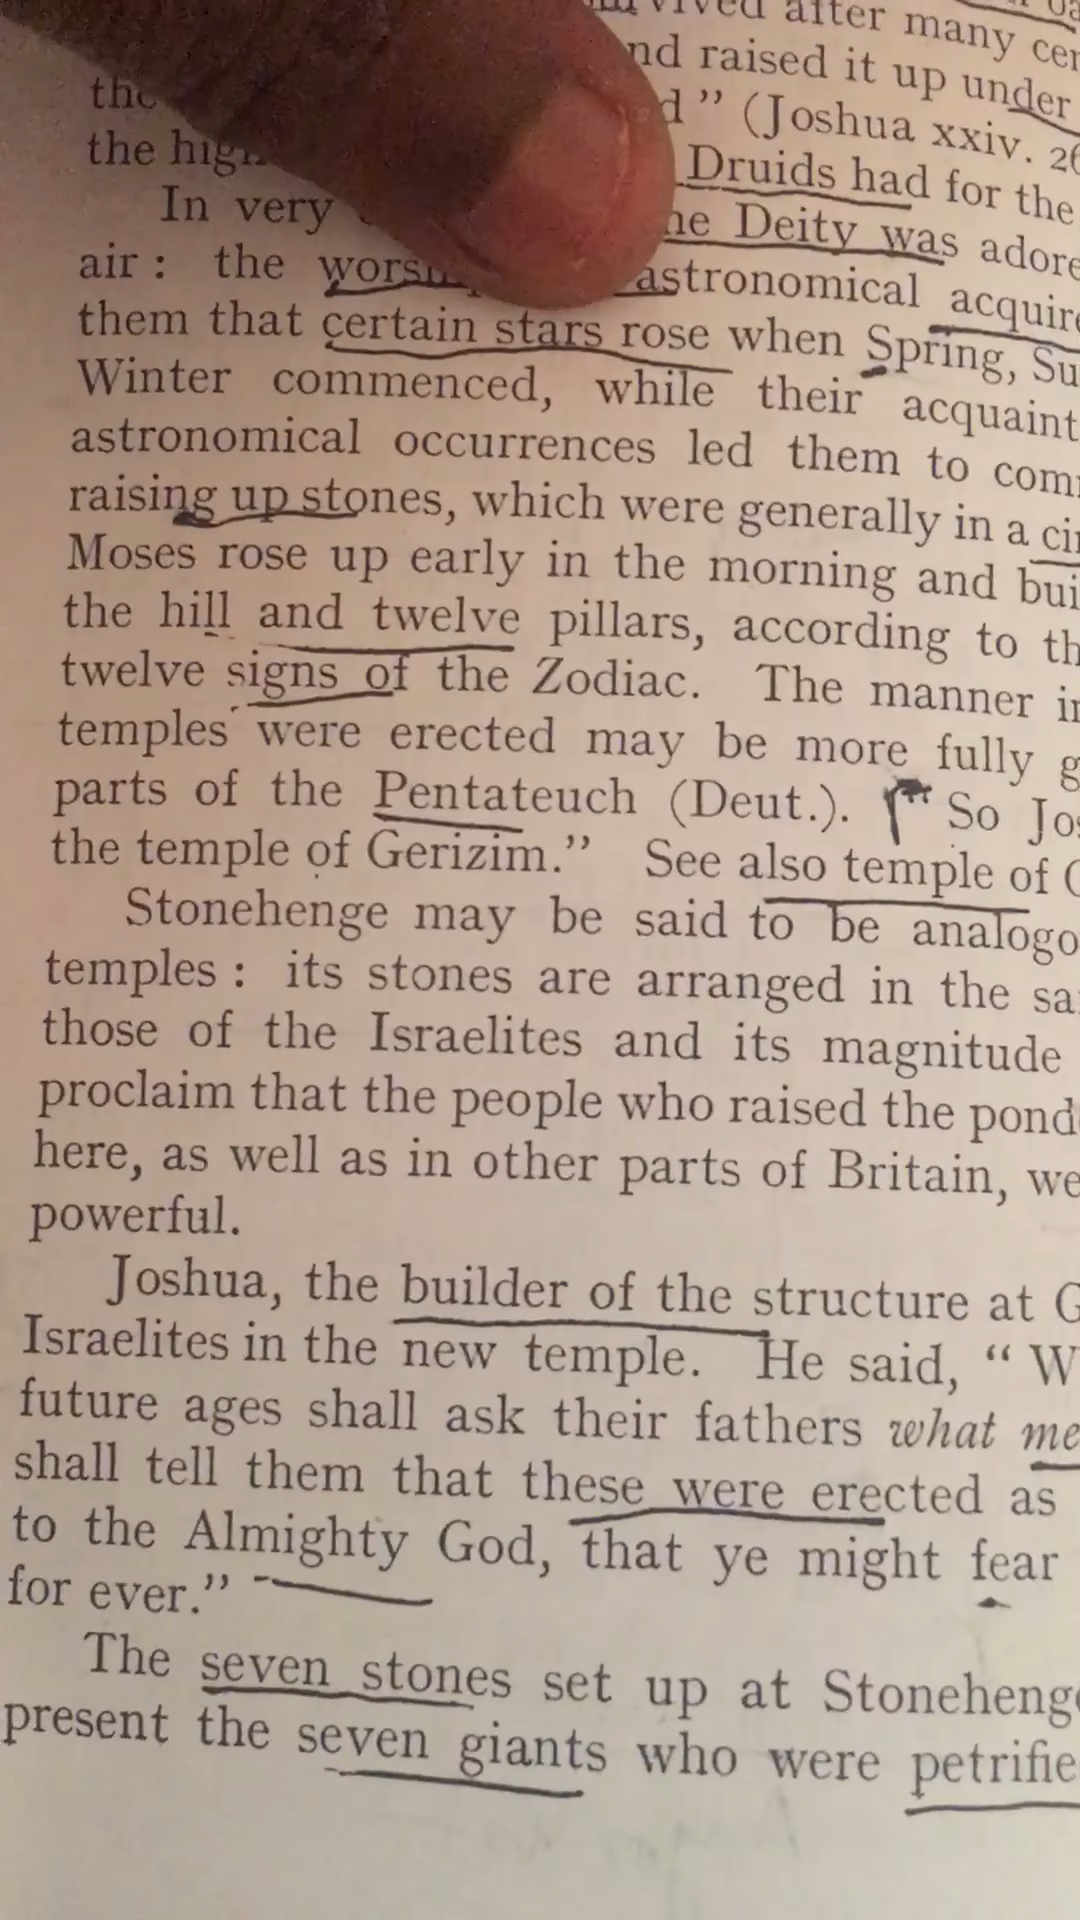 after many
nd raised it up under
the d" (Joshua xxiv. 26
the high Druids had for the
In very he Deity was adore
air: the astronomical acquire
them that certain stars rose when Spring, Su
Winter commenced, while their acquaint
astronomical occurrences led them to com
raising up stones, which were generally in a cir
Moses rose up early in the morning and bui
the hill and twelve pillars, according to th
twelve signs of the Zodiac. The manner in
temples were erected may be more fully g
parts of the Pentateuch (Deut.). So Jos
the temple of Gerizim." See also temple of G
Stonehenge may be said to be analogo
temples: its stones are arranged in the sa
those of the Israelites and its magnitude
proclaim that the people who raised the pond
here, as well as in other parts of Britain, we
powerful.
Joshua, the builder of the structure at G
Israelites in the new temple. He said, "W
future ages shall ask their fathers what me
shall tell them that these were erected as
to the Almighty God, that ye might fear
for ever."
The seven stones set up at Stoneheng
present the seven giants who were petrifie